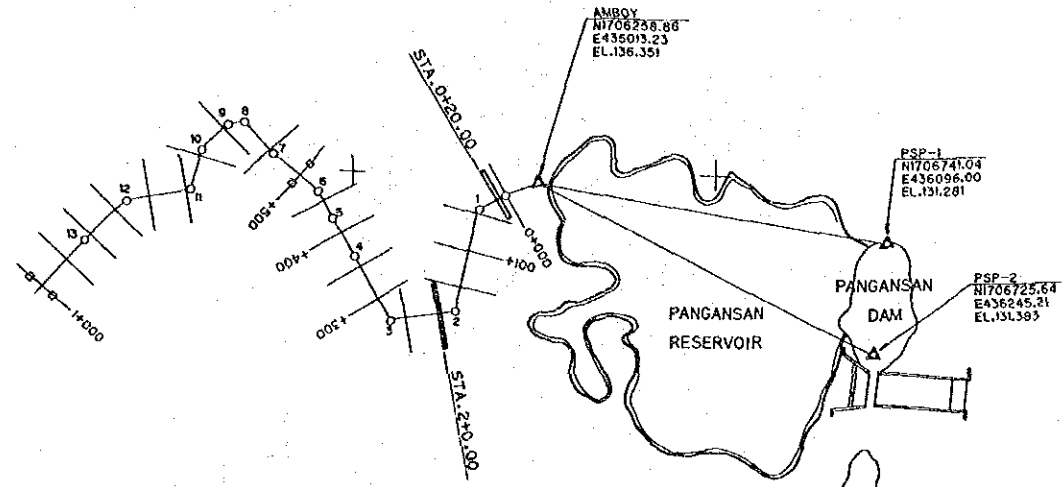 AMBOY
N1706258.86
E435013.23
EL.136.351
STA.0+20.00
PSP-1
N1706741.04
E436096.00
EL.131.281
9
8
10
7
12
11
6
1
5
13
+500
0+000
4
+400
+100
PSP-2
N1706725.64
E436245.21
EL.131.393
PANGANSAN
DAM
PANGANSAN
RESERVOIR
1+000
+300
3
2
STA.2+0.00